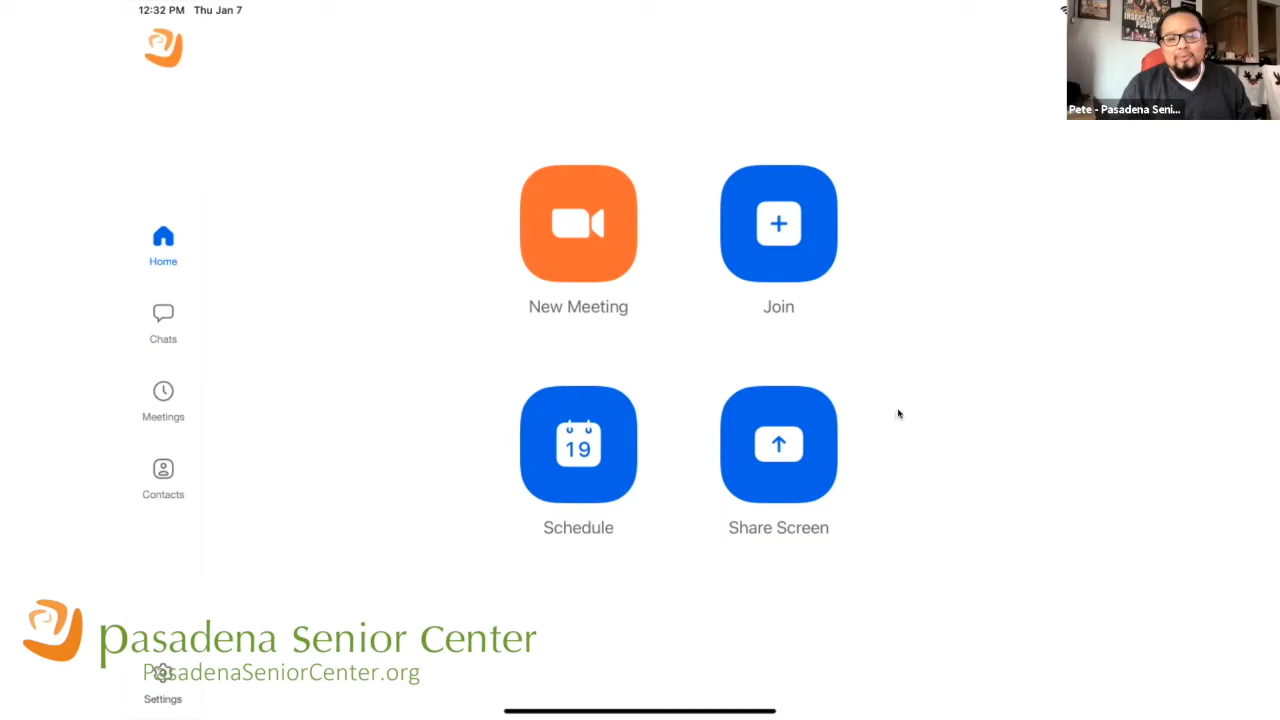 12:32 PM Thu Jan 7
Pete - Pasadena Seni...
New Meeting
Join
Home
Chats
19
Meetings
Contacts
Schedule
Share Screen
pasadena Senior Center
PasadenaSeniorCenter.org
Settings